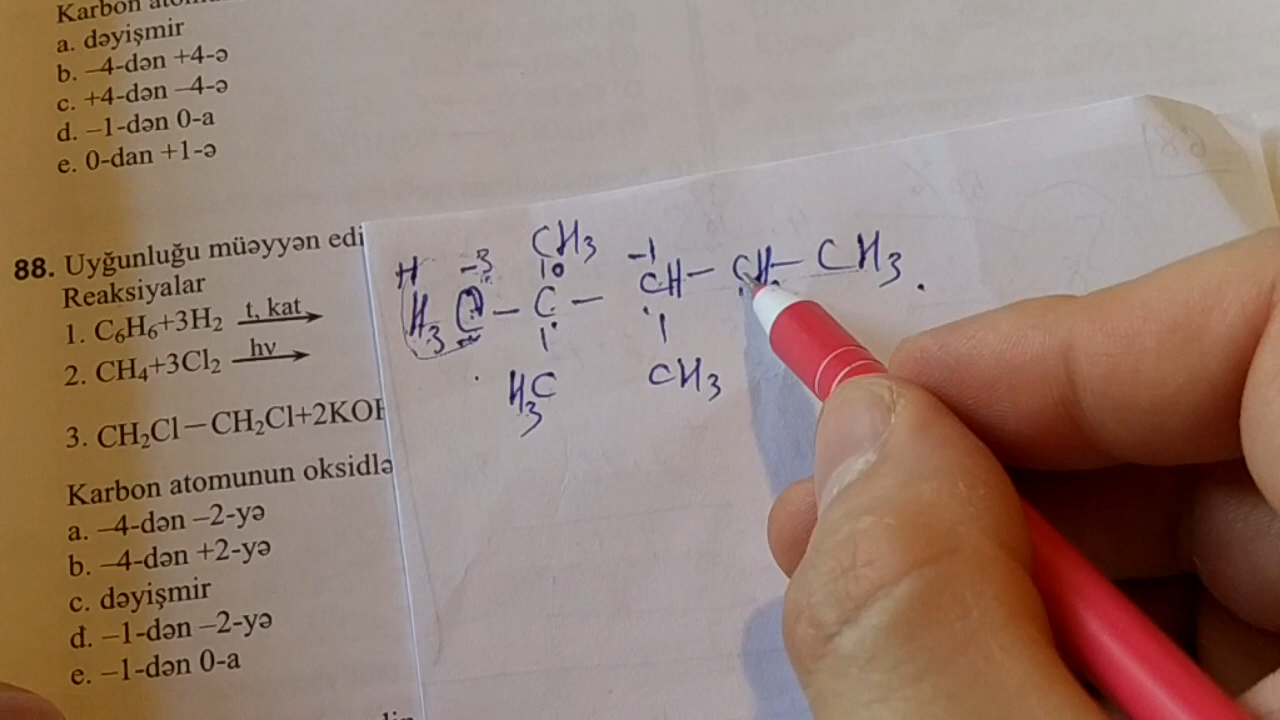 Karbon
a. dəyişmir
b. –4-dən +4-ə
c. +4-dən –4-ə
d. –1-dən 0-a
e. 0-dan +1-ə
88. Uyğunluğu müəyyən edi
Reaksiyalar
1. C₆H₆+3H₂ t, kat
2. CH₄+3Cl₂ hν
3. CH₂Cl–CH₂Cl+2KOH
Karbon atomunun oksidlə
a. –4-dən –2-yə
b. –4-dən +2-yə
c. dəyişmir
d. –1-dən –2-yə
e. –1-dən 0-a
CH₃
H –3 0 –1
H₃C – C – CH – CH – CH₃.
H₃C CH₃